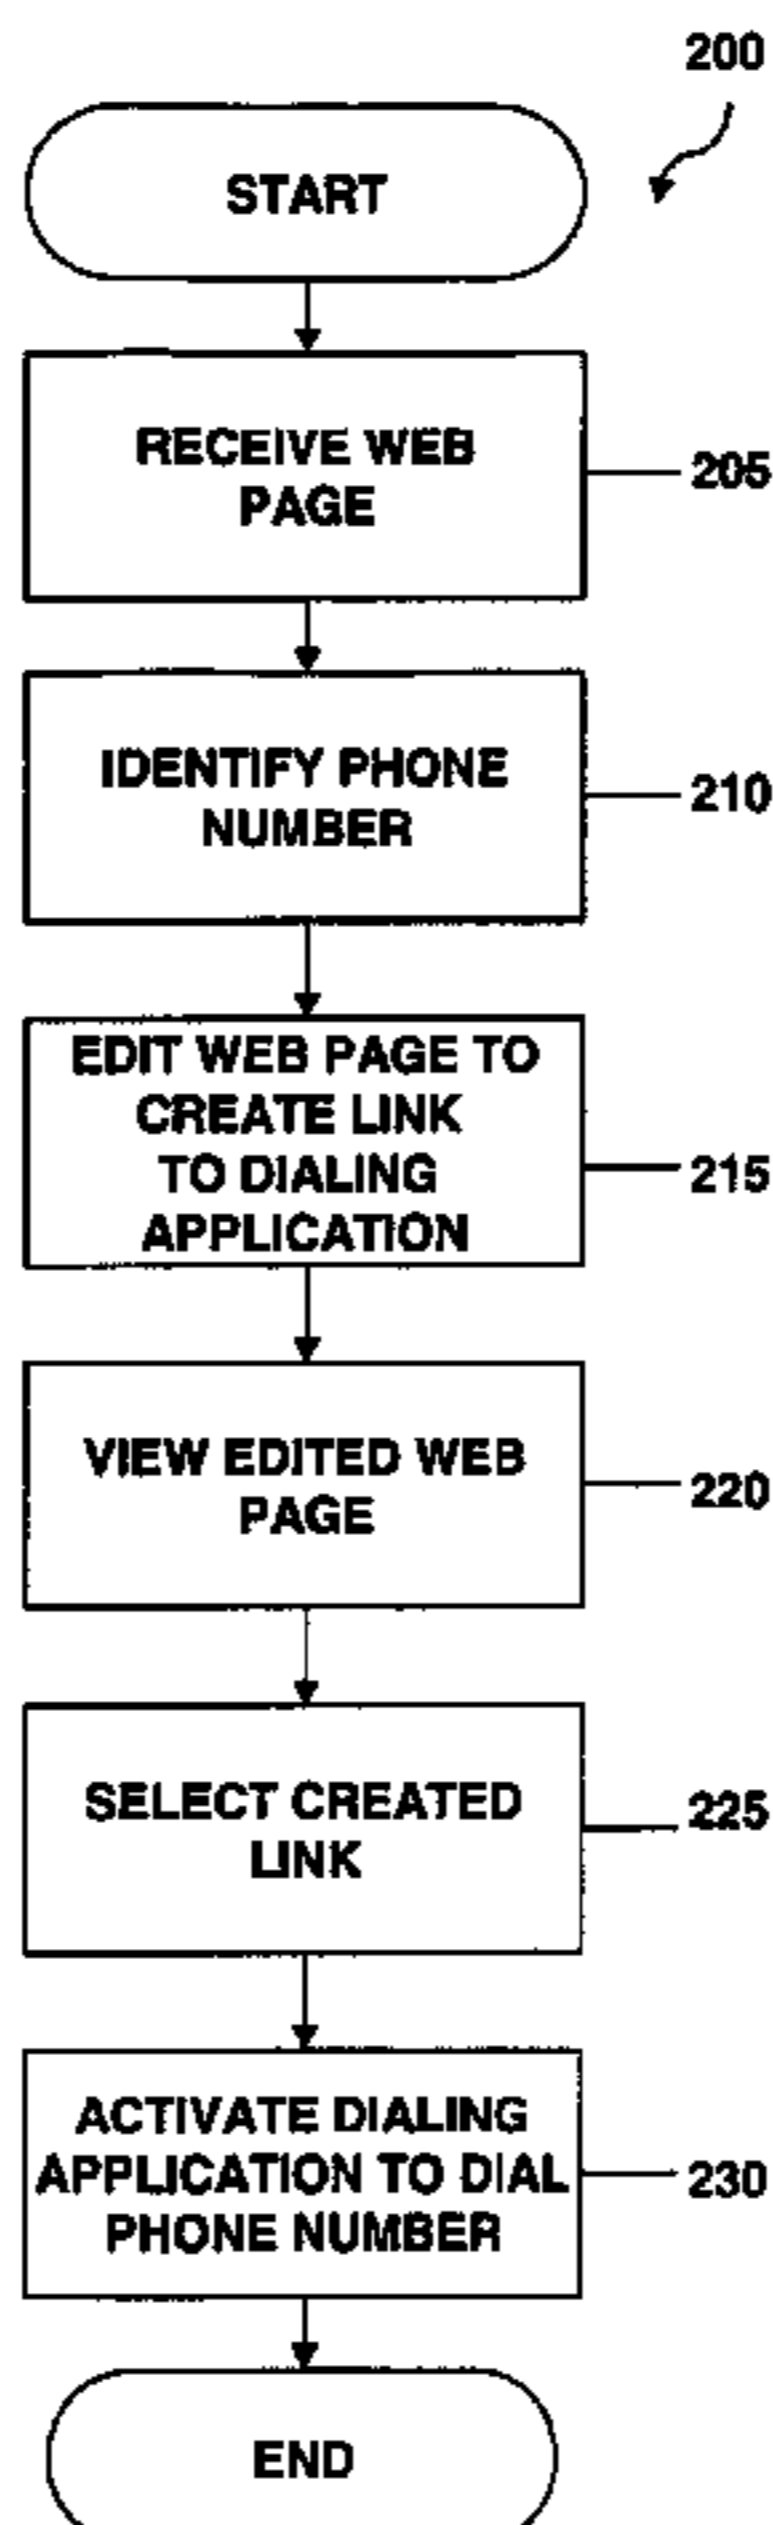 200
START
RECEIVE WEB
PAGE
205
IDENTIFY PHONE
NUMBER
210
EDIT WEB PAGE TO
CREATE LINK
TO DIALING
APPLICATION
215
VIEW EDITED WEB
PAGE
220
SELECT CREATED
LINK
225
ACTIVATE DIALING
APPLICATION TO DIAL
PHONE NUMBER
230
END